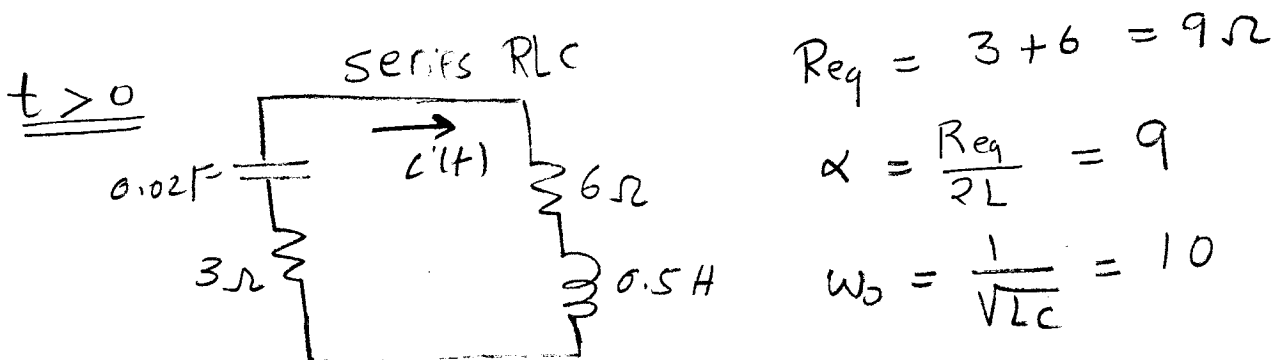 series RLC
t > 0
i(t)
0.02F
6Ω
3Ω
0.5H
Req = 3 + 6 = 9Ω
α = Req / 2L = 9
ω₀ = 1 / √LC = 10